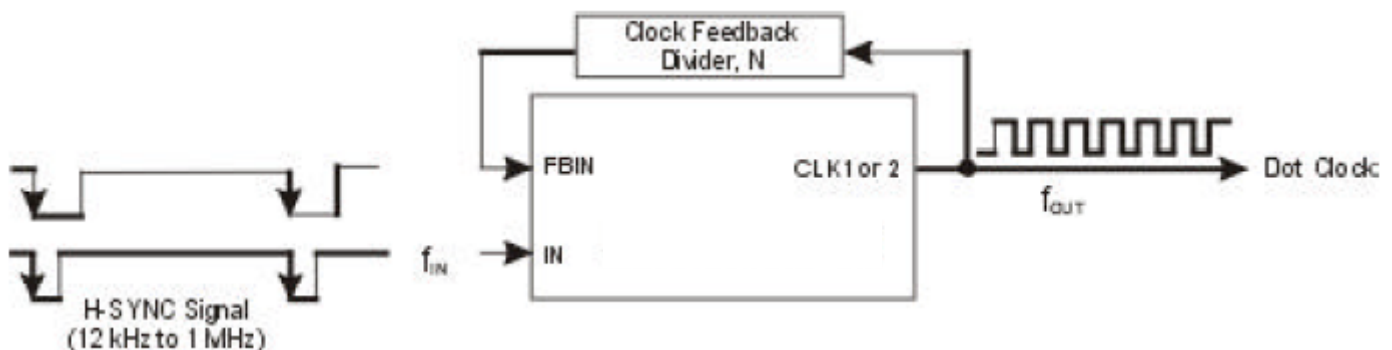 Clock Feedback
Divider, N
FBIN
CLK1 or 2
Dot Clock
fOUT
fIN
IN
H-SYNC Signal
(12 kHz to 1 MHz)